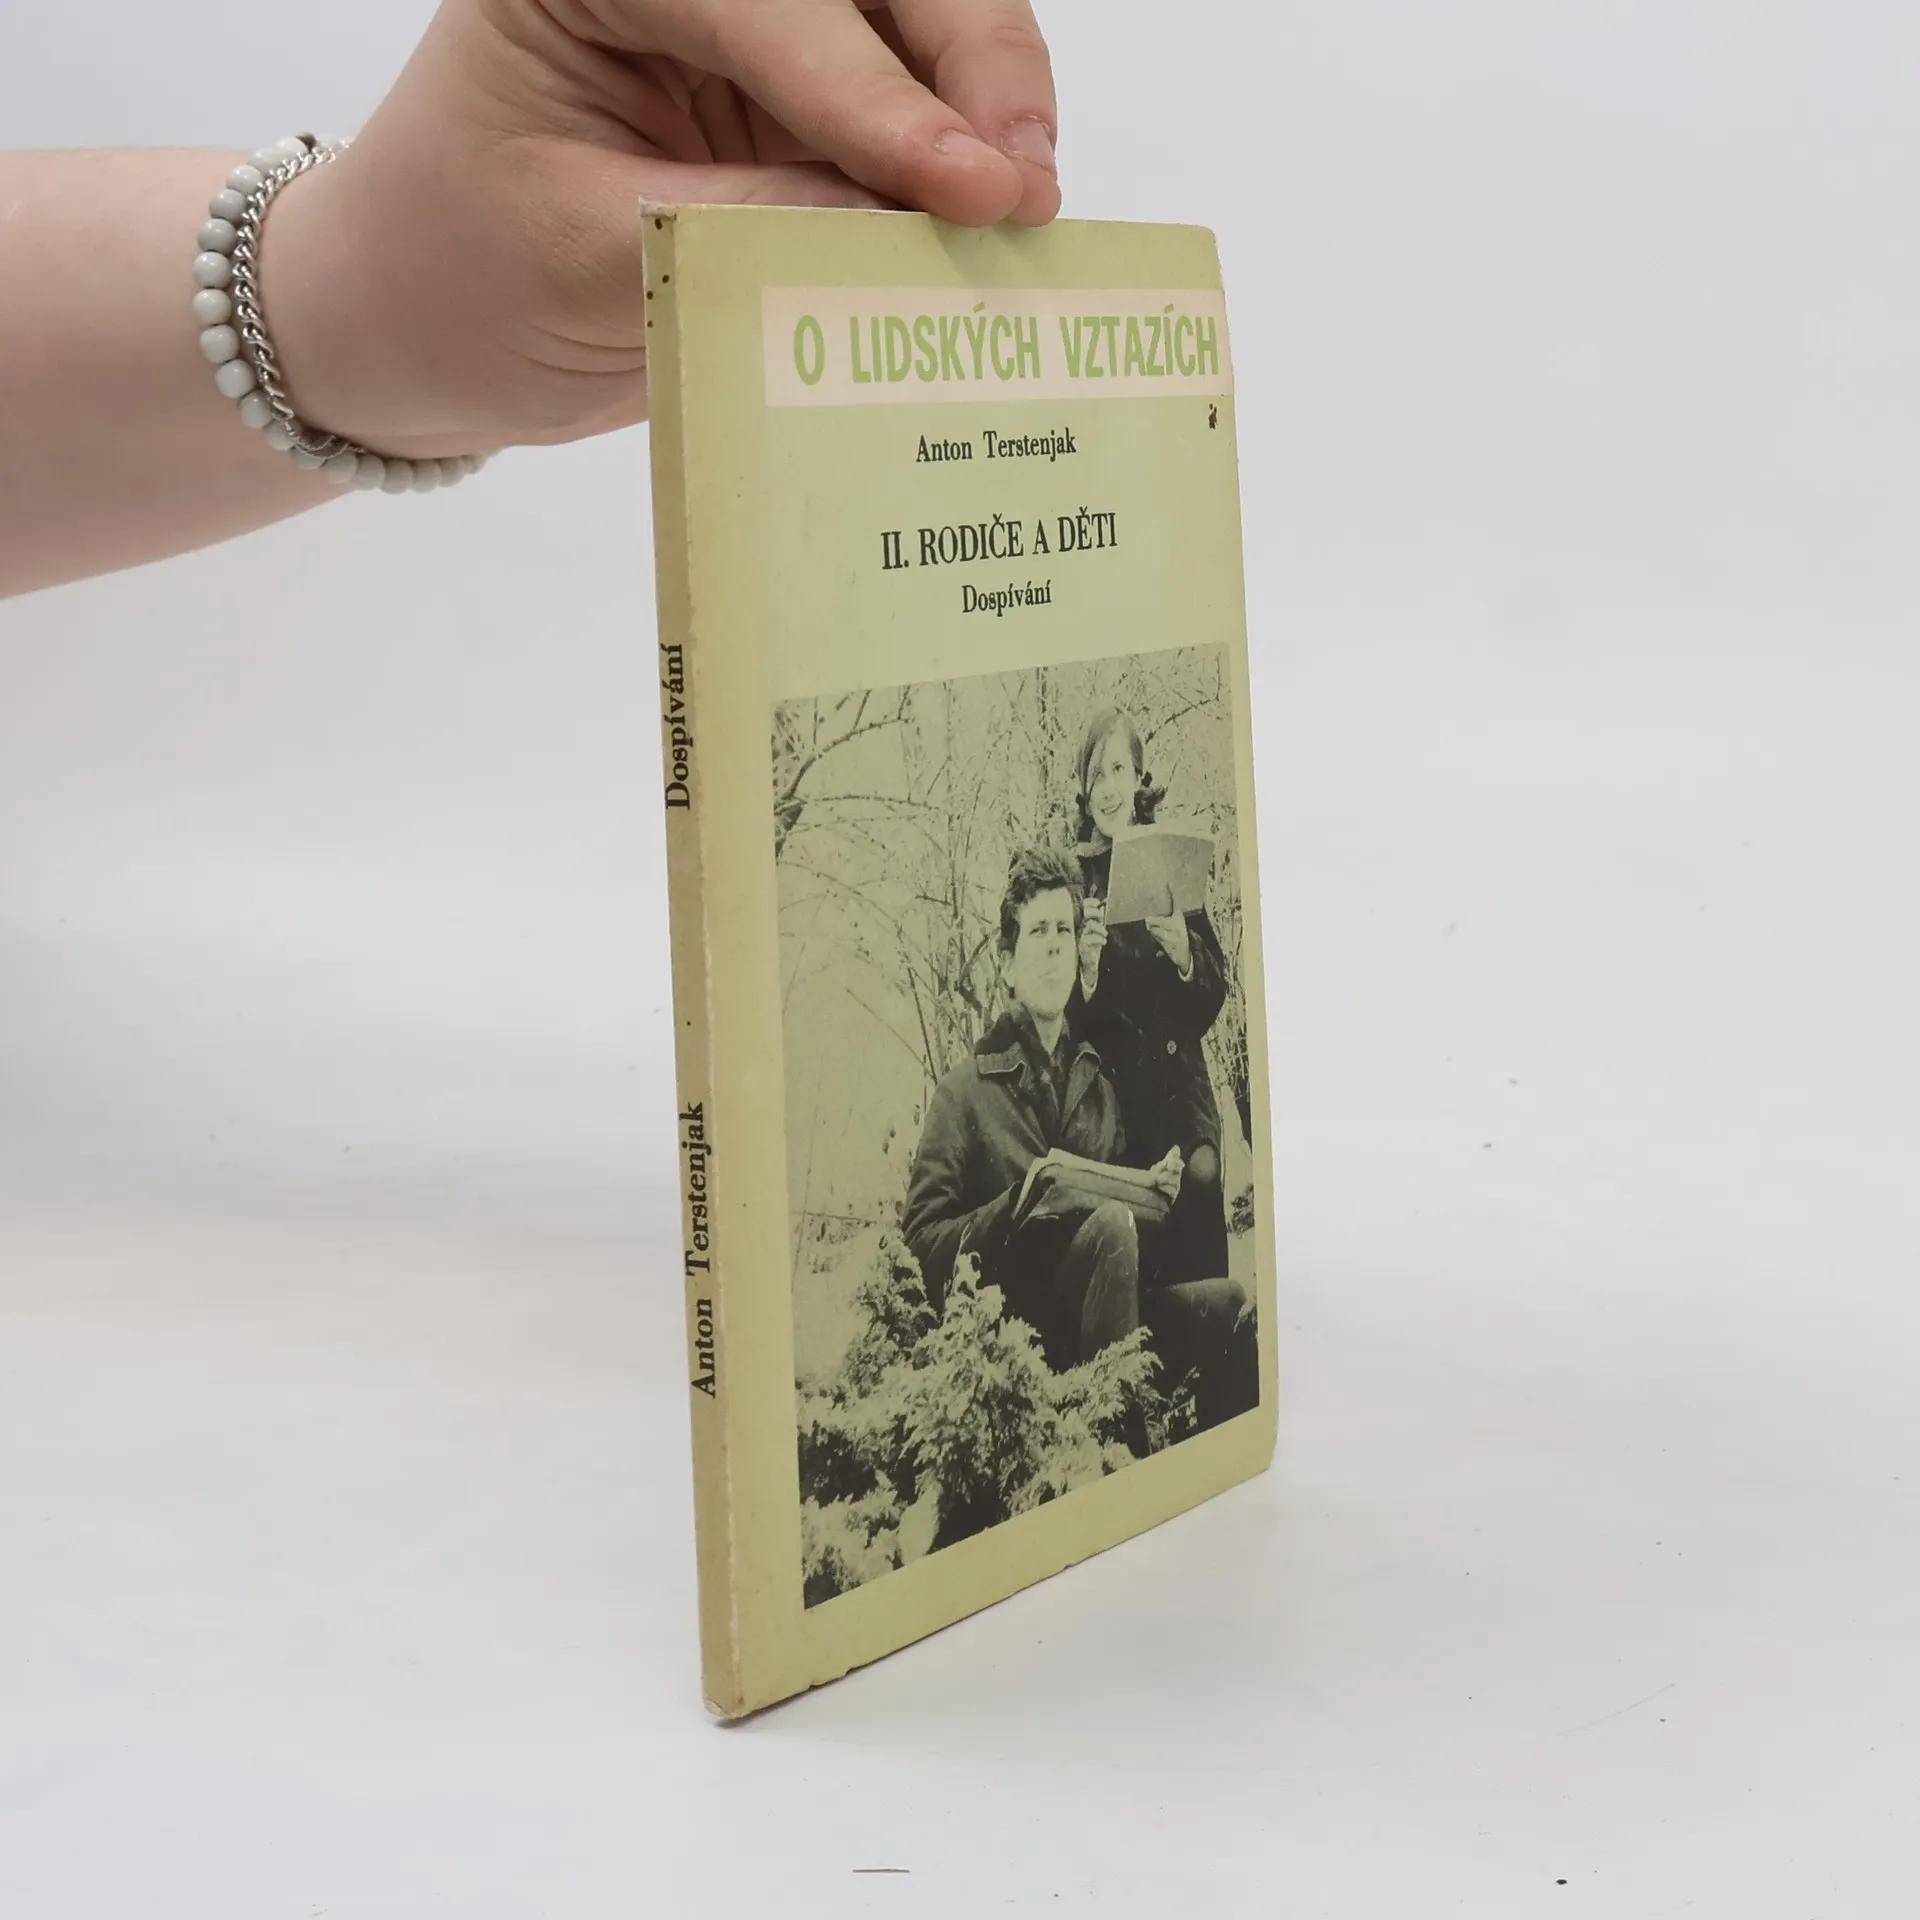 O LIDSKÝCH VZTAZÍCH
Anton Terstenjak
II. RODIČE A DĚTI
Dospívání
Anton Terstenjak
Dospívání